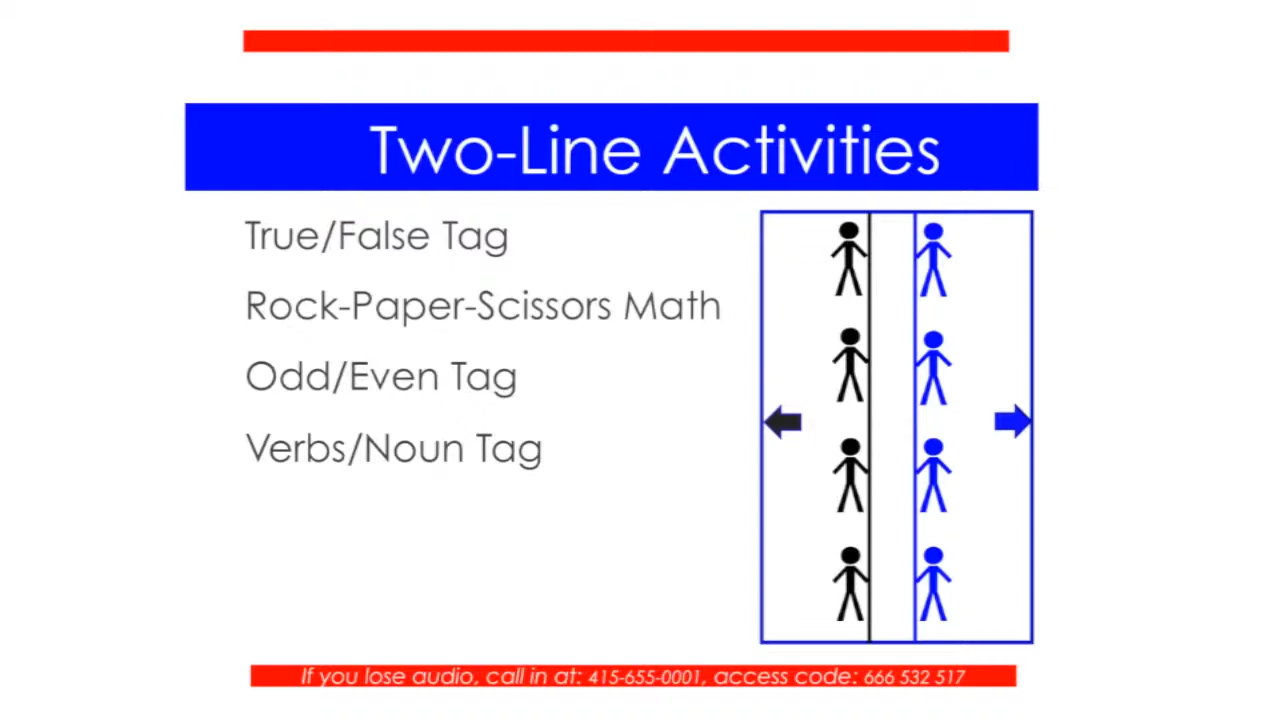 Two-Line Activities
True/False Tag
Rock-Paper-Scissors Math
Odd/Even Tag
Verbs/Noun Tag
If you lose audio, call in at: 415-655-0001, access code: 666 532 517